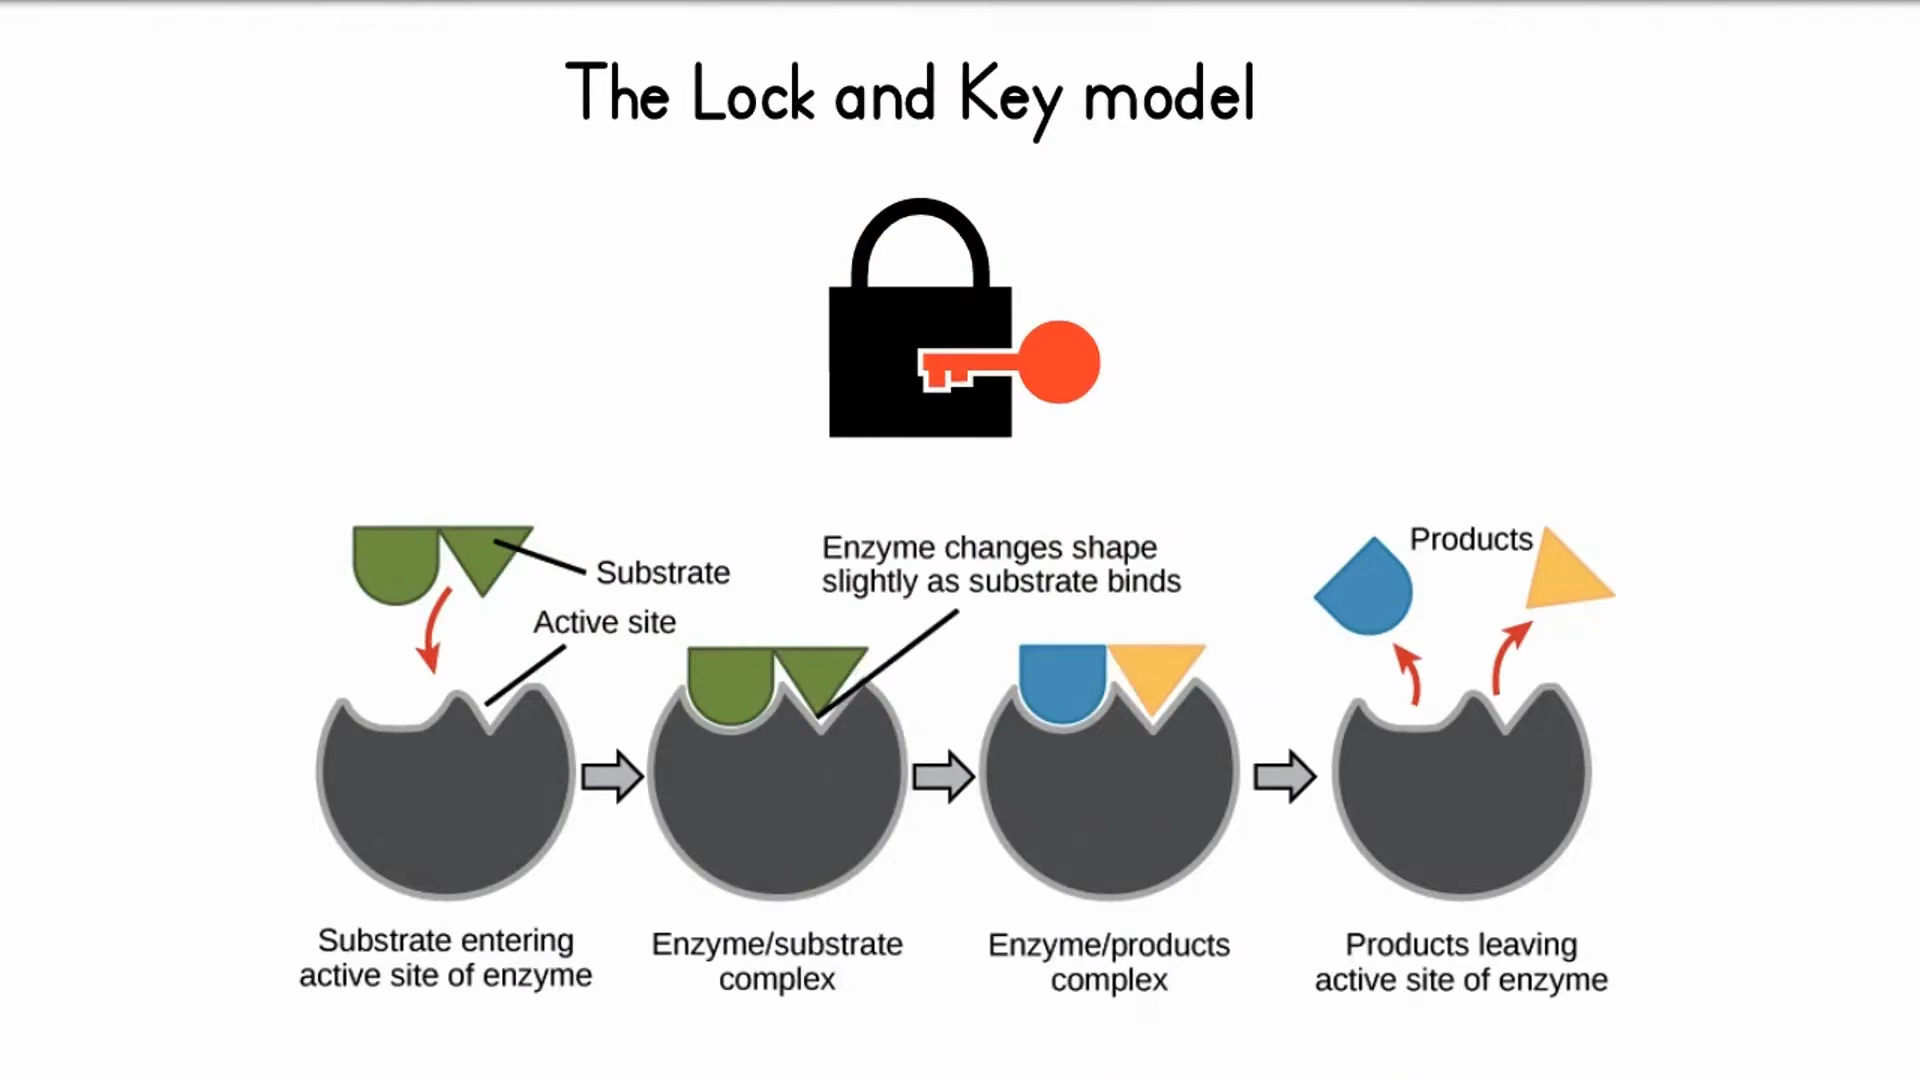 The Lock and Key model
Substrate
Active site
Enzyme changes shape
slightly as substrate binds
Products
Substrate entering
active site of enzyme
Enzyme/substrate
complex
Enzyme/products
complex
Products leaving
active site of enzyme